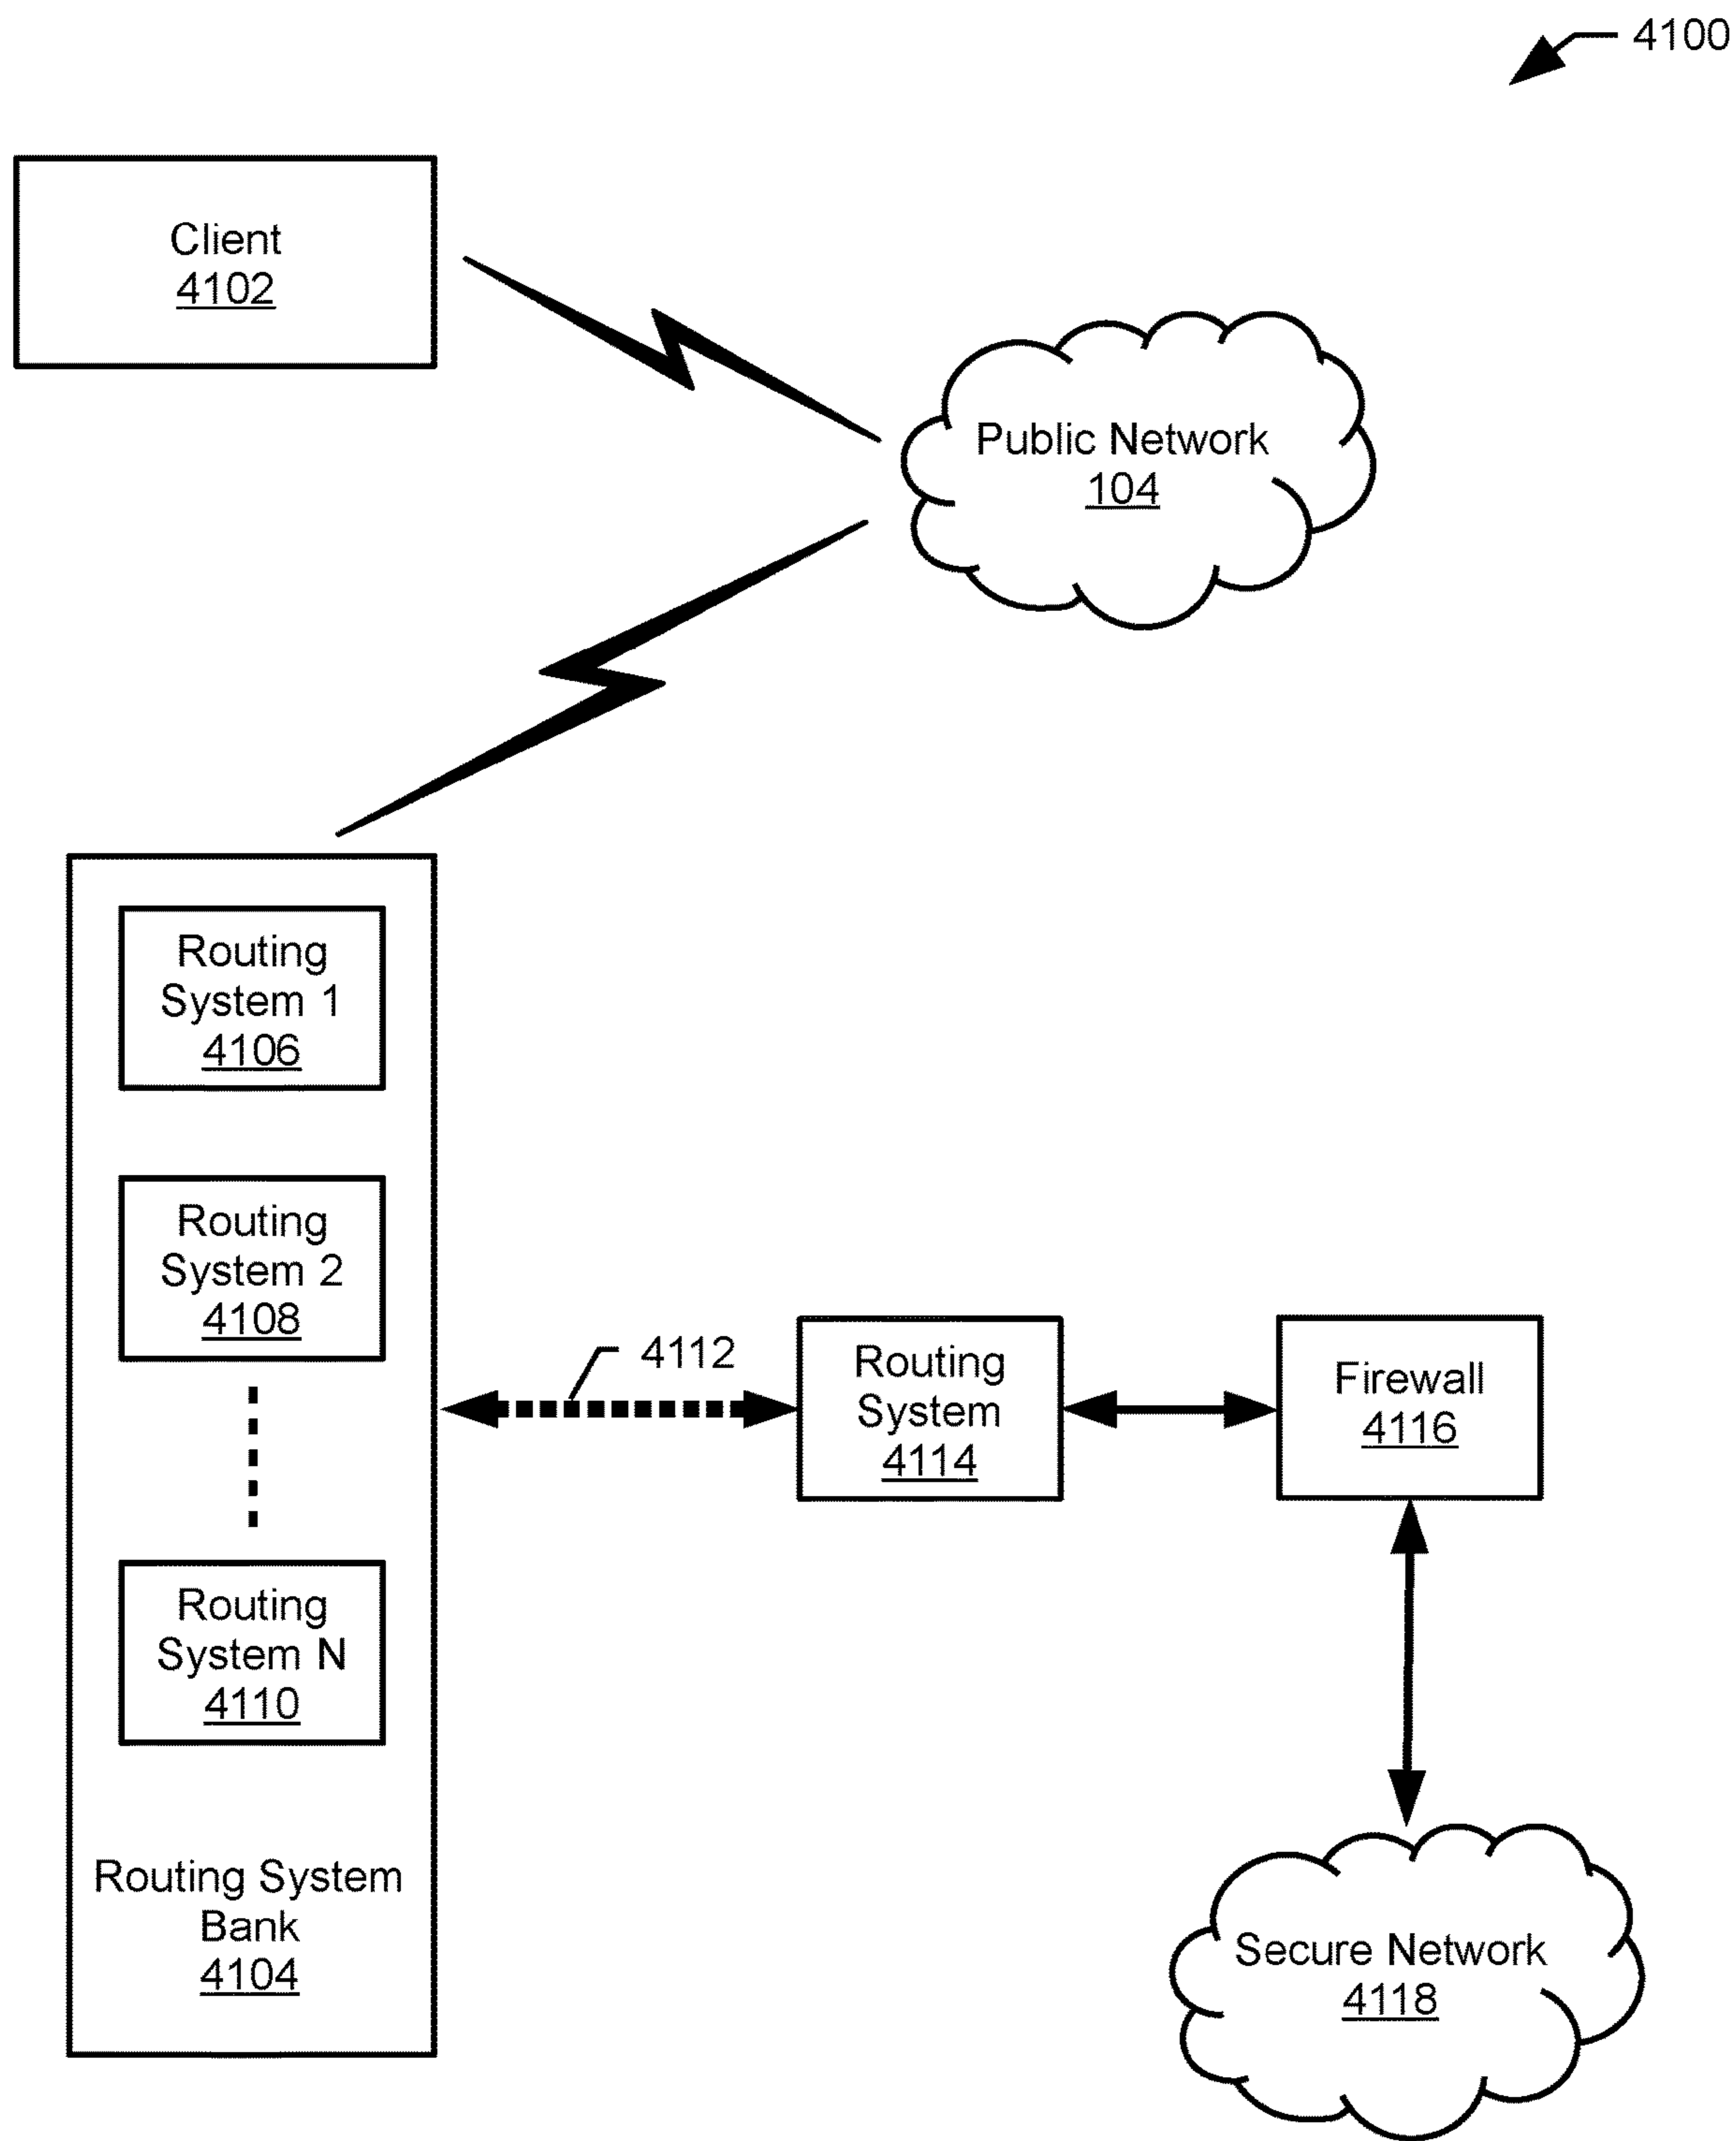 4100
Client
4102
Public Network
104
Routing
System 1
4106
Routing
System 2
4108
4112
Routing
System
4114
Firewall
4116
Routing
System N
4110
Routing System
Bank
4104
Secure Network
4118